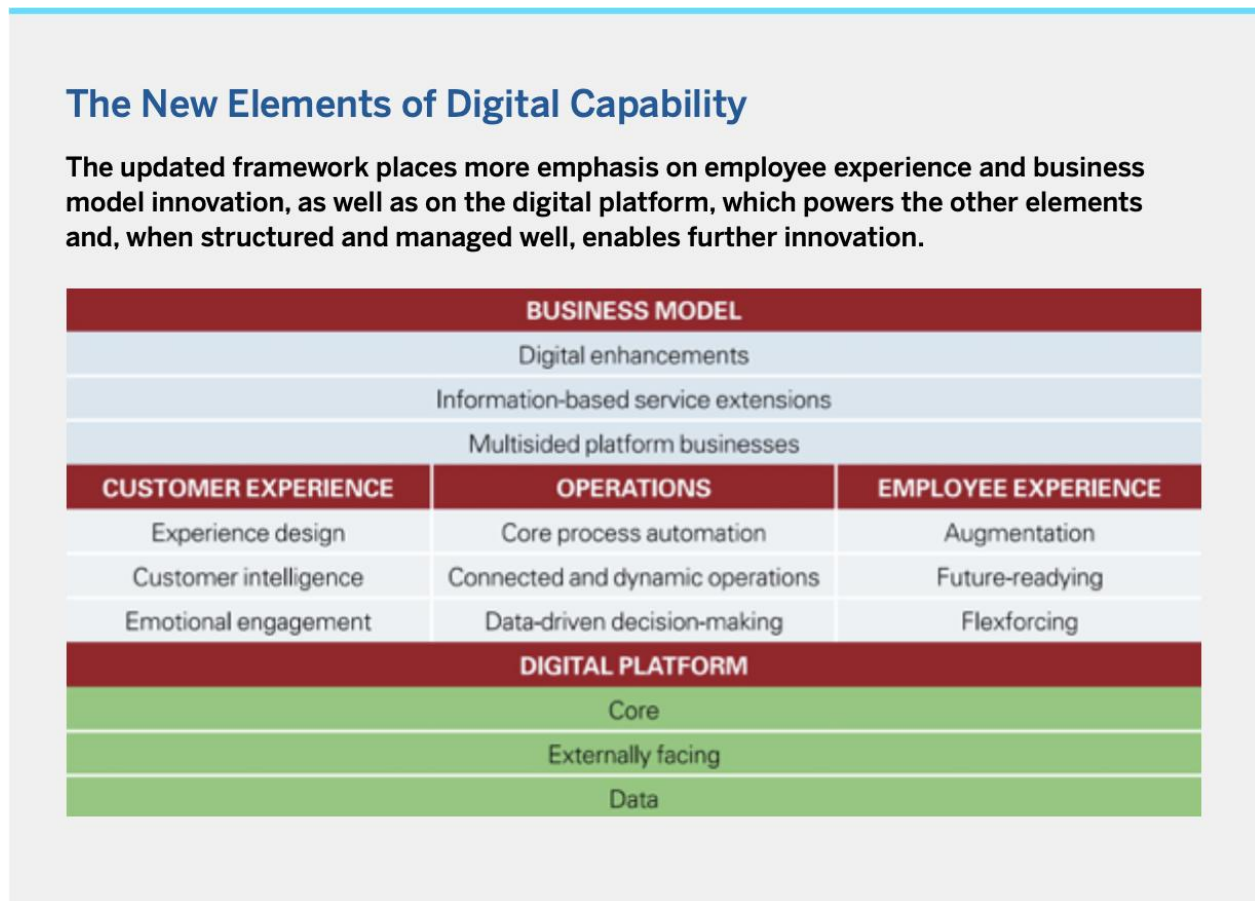 The New Elements of Digital Capability
The updated framework places more emphasis on employee experience and business
model innovation, as well as on the digital platform, which powers the other elements
and, when structured and managed well, enables further innovation.
BUSINESS MODEL
Digital enhancements
Information-based service extensions
Multisided platform businesses
CUSTOMER EXPERIENCE OPERATIONS EMPLOYEE EXPERIENCE
Experience design Core process automation Augmentation
Customer intelligence Connected and dynamic operations Future-readying
Emotional engagement Data-driven decision-making Flexforcing
DIGITAL PLATFORM
Core
Externally facing
Data